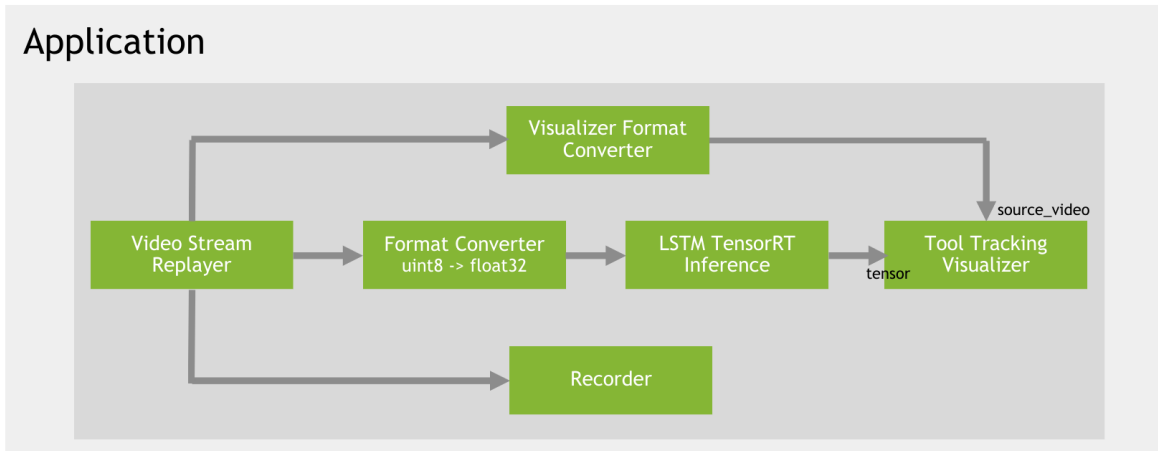 Application
Visualizer Format
Converter
source_video
Video Stream
Replayer
Format Converter
uint8 -> float32
LSTM TensorRT
Inference
tensor
Tool Tracking
Visualizer
Recorder